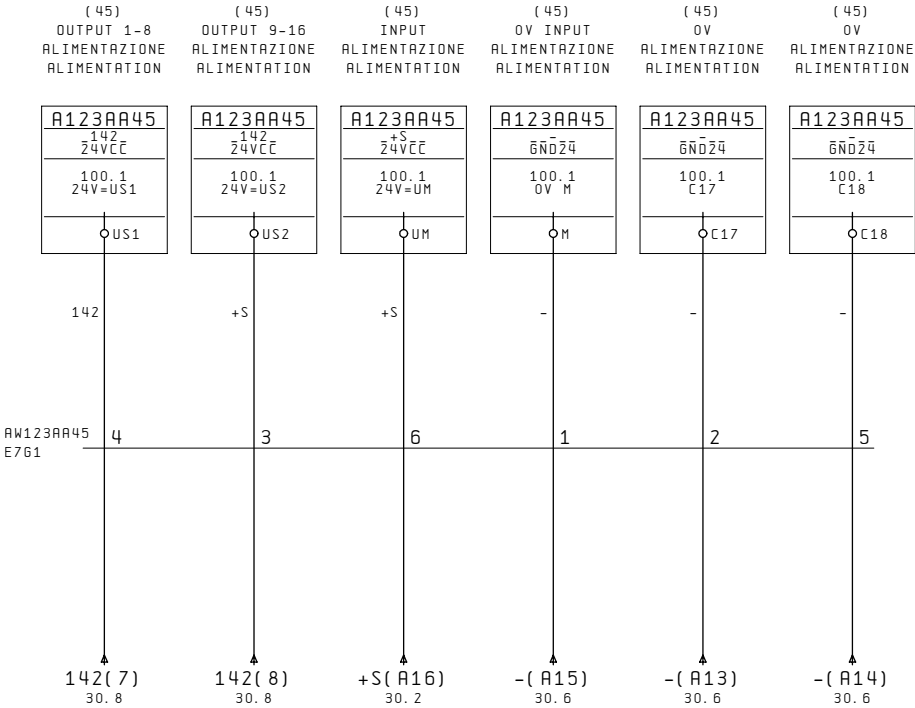 (45) (45) (45) (45) (45) (45)
OUTPUT 1-8 OUTPUT 9-16 INPUT 0V INPUT 0V 0V
ALIMENTAZIONE ALIMENTAZIONE ALIMENTAZIONE ALIMENTAZIONE ALIMENTAZIONE ALIMENTAZIONE
ALIMENTATION ALIMENTATION ALIMENTATION ALIMENTATION ALIMENTATION ALIMENTATION
A123AA45 A123AA45 A123AA45 A123AA45 A123AA45 A123AA45
142 142 +S - - -
24VCC 24VCC 24VCC GND24 GND24 GND24
100.1 100.1 100.1 100.1 100.1 100.1
24V=US1 24V=US2 24V=UM 0V M C17 C18
US1 US2 UM M C17 C18
142 +S +S - - -
AW123AA45 4 3 6 1 2 5
E7G1
142(7) 142(8) +S(A16) -(A15) -(A13) -(A14)
30.8 30.8 30.2 30.6 30.6 30.6